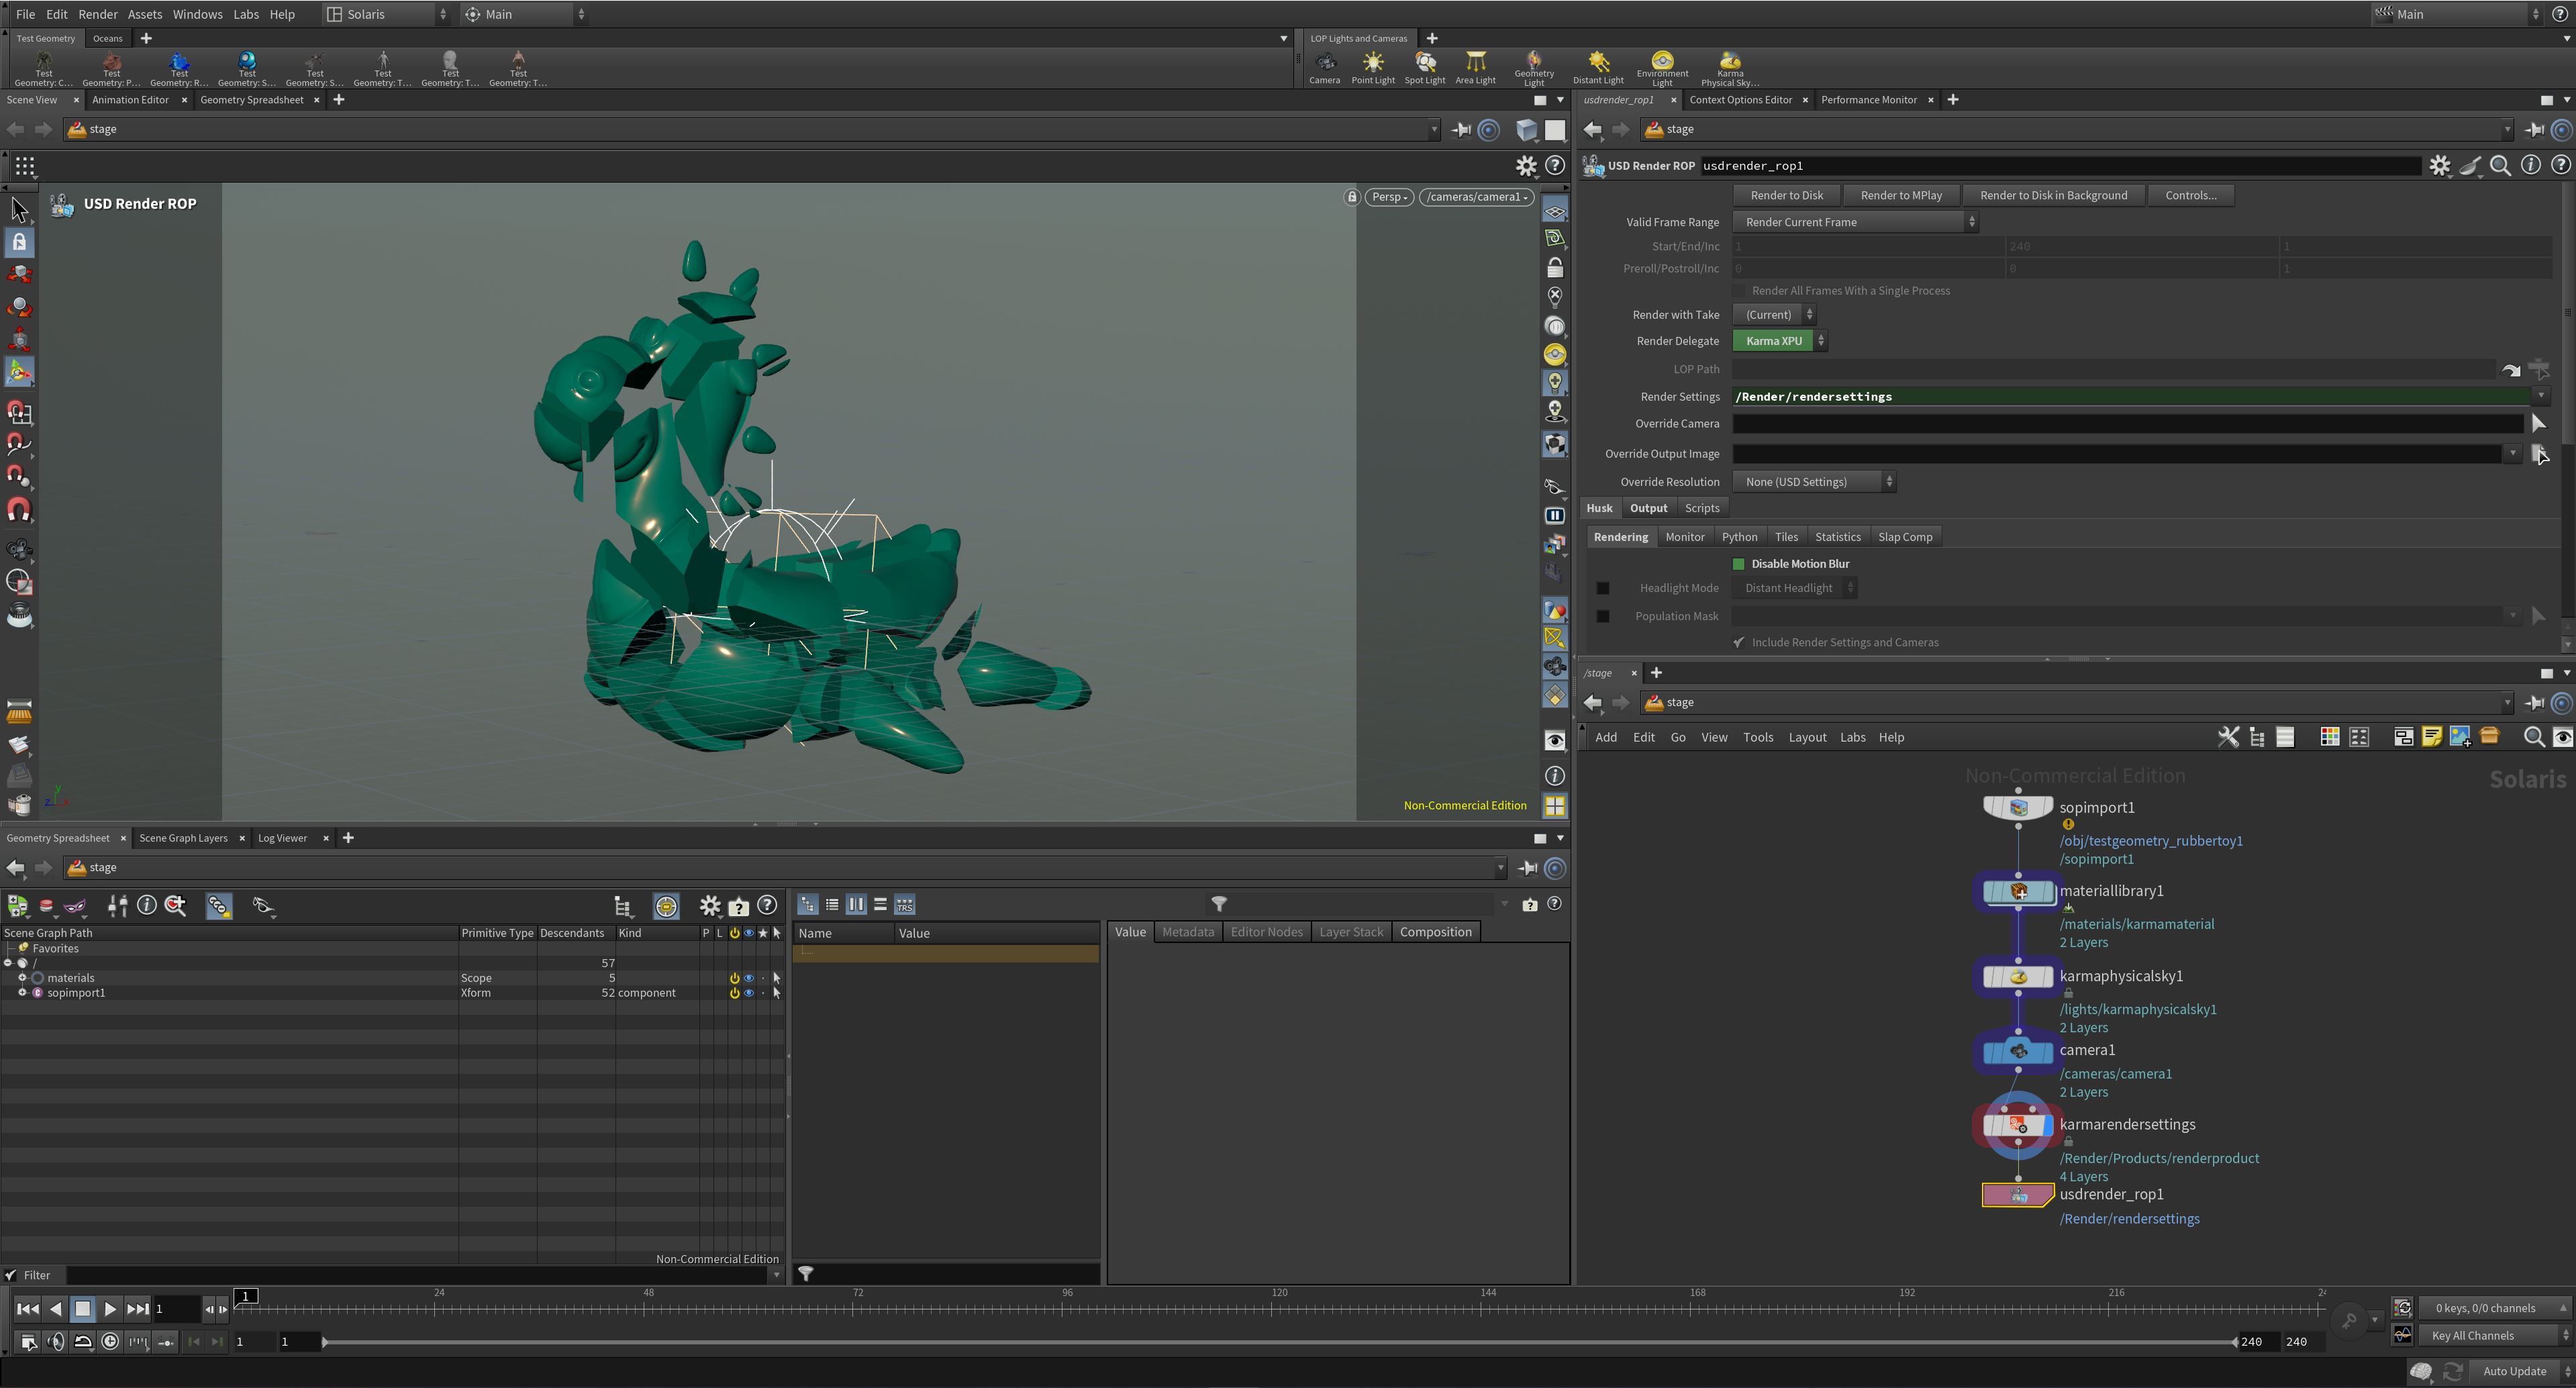 File Edit Render Assets Windows Labs Help Solaris Main Main
Test Geometry Oceans
LOP Lights and Cameras
Test Geometry: C... Test Geometry: P... Test Geometry: R... Test Geometry: S... Test Geometry: S... Test Geometry: T... Test Geometry: T... Test Geometry: T...
Camera Point Light Spot Light Area Light Geometry Light Distant Light Environment Light Karma Physical Sky...
Scene View Animation Editor Geometry Spreadsheet
stage
USD Render ROP
Persp /cameras/camera1
Non-Commercial Edition
usdrender_rop1 Context Options Editor Performance Monitor
stage
USD Render ROP usdrender_rop1
Render to Disk Render to MPlay Render to Disk in Background Controls...
Valid Frame Range Render Current Frame
Start/End/Inc 1 240 1
Preroll/Postroll/Inc 0 0 1
Render All Frames With a Single Process
Render with Take (Current)
Render Delegate Karma XPU
LOP Path
Render Settings /Render/rendersettings
Override Camera
Override Output Image
Override Resolution None (USD Settings)
Husk Output Scripts
Rendering Monitor Python Tiles Statistics Slap Comp
Disable Motion Blur
Headlight Mode Distant Headlight
Population Mask
Include Render Settings and Cameras
/stage
stage
Add Edit Go View Tools Layout Labs Help
Non-Commercial Edition Solaris
sopimport1
/obj/testgeometry_rubbertoy1
/sopimport1
materiallibrary1
/materials/karmamaterial
2 Layers
karmaphysicalsky1
/lights/karmaphysicalsky1
2 Layers
camera1
/cameras/camera1
2 Layers
karmarendersettings
/Render/Products/renderproduct
4 Layers
usdrender_rop1
/Render/rendersettings
Geometry Spreadsheet Scene Graph Layers Log Viewer
stage
Scene Graph Path Primitive Type Descendants Kind P L
Favorites
/ 57
materials Scope 5
sopimport1 Xform 52 component
Non-Commercial Edition
Filter
Name Value
Value Metadata Editor Nodes Layer Stack Composition
1 1 24 48 72 96 120 144 168 192 216 24
0 keys, 0/0 channels
1 1 240 240
Key All Channels
Auto Update